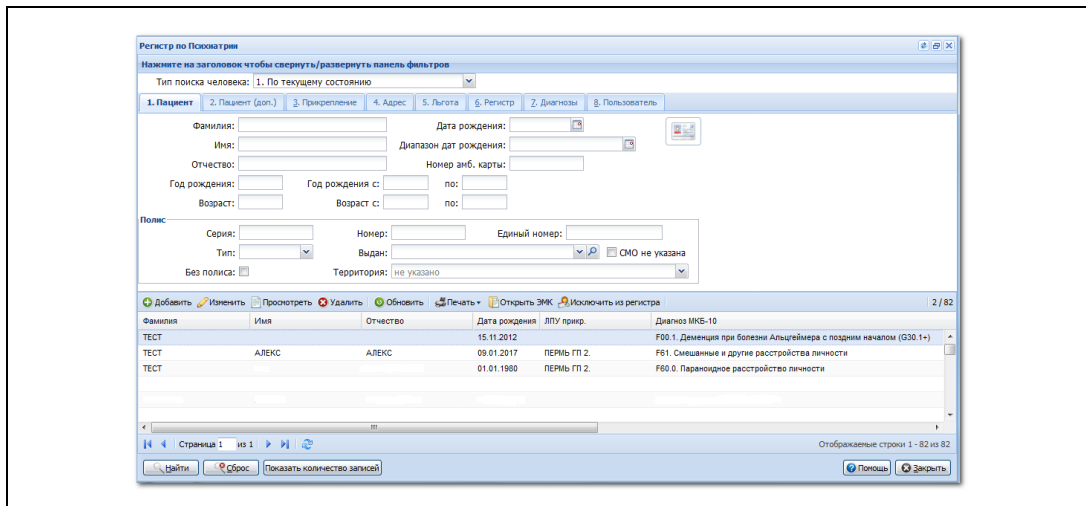 Регистр по Психиатрии
Нажмите на заголовок чтобы свернуть/развернуть панель фильтров
Тип поиска человека: 1. По текущему состоянию
1. Пациент 2. Пациент (доп.) 3. Прикрепление 4. Адрес 5. Льгота 6. Регистр 7. Диагнозы 8. Пользователь
Фамилия: Дата рождения:
Имя: Диапазон дат рождения:
Отчество: Номер амб. карты:
Год рождения: Год рождения с: по:
Возраст: Возраст с: по:
Полис
Серия: Номер: Единый номер:
Тип: Выдан: СМО не указана
Без полиса: Территория: не указано
Добавить Изменить Просмотреть Удалить Обновить Печать Открыть ЭМК Исключить из регистра 2 / 82
Фамилия Имя Отчество Дата рождения ЛПУ прикр. Диагноз МКБ-10
ТЕСТ 15.11.2012 F00.1. Деменция при болезни Альцгеймера с поздним началом (G30.1+)
ТЕСТ АЛЕКС АЛЕКС 09.01.2017 ПЕРМЬ ГП 2. F61. Смешанные и другие расстройства личности
ТЕСТ 01.01.1980 ПЕРМЬ ГП 2. F60.0. Параноидное расстройство личности
Страница 1 из 1 Отображаемые строки 1 - 82 из 82
Найти Сброс Показать количество записей Помощь Закрыть